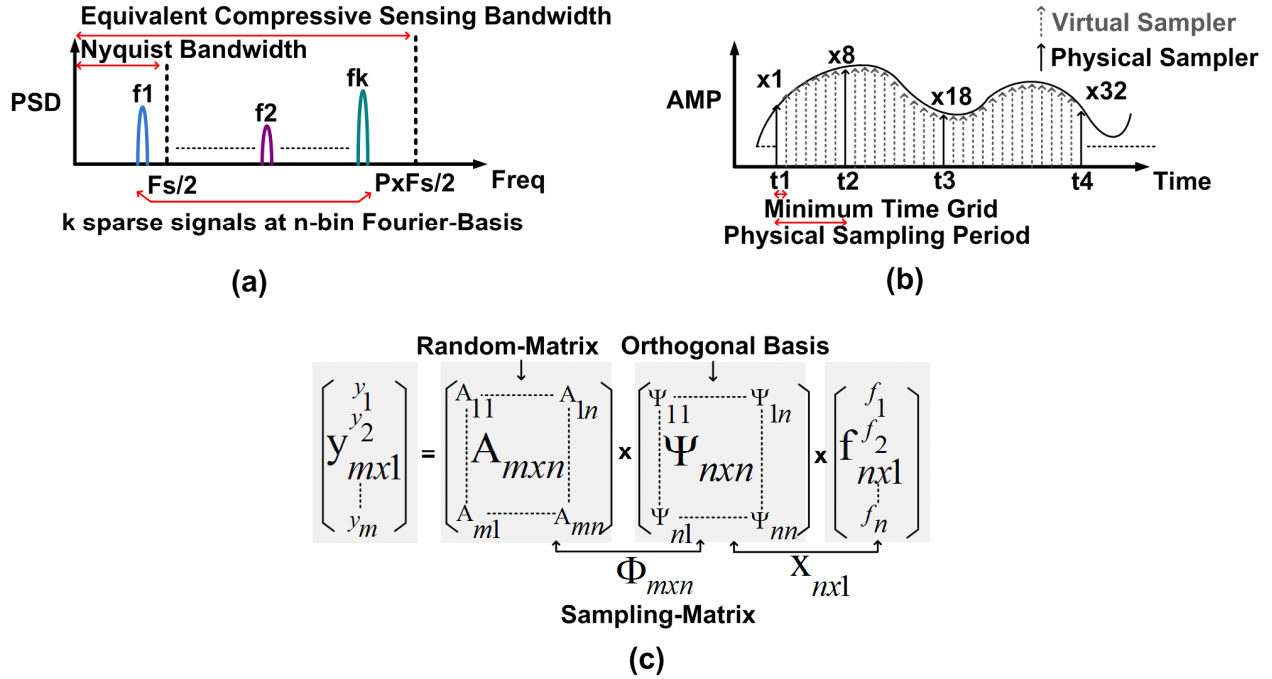 Equivalent Compressive Sensing Bandwidth
Nyquist Bandwidth
PSD
f1
f2
fk
Fs/2
PxFs/2
Freq
k sparse signals at n-bin Fourier-Basis
(a)
Virtual Sampler
Physical Sampler
AMP
x1
x8
x18
x32
t1
t2
t3
t4
Time
Minimum Time Grid
Physical Sampling Period
(b)
Random-Matrix
Orthogonal Basis
y1
y2
ymx1
ym
=
A11
A1n
Amxn
Am1
Amn
x
Ψ11
Ψ1n
Ψnxn
Ψn1
Ψnn
x
f1
f2
fnx1
fn
Φmxn
Xnx1
Sampling-Matrix
(c)